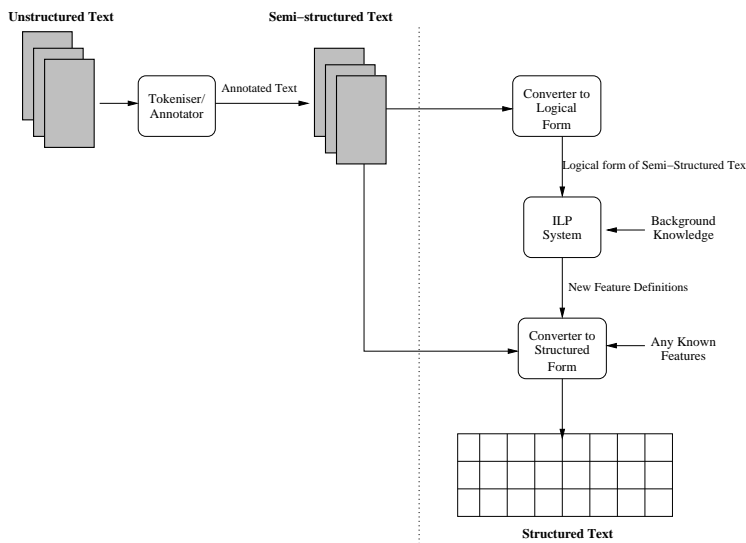 Unstructured Text
Semi-structured Text
Tokeniser/
Annotator
Annotated Text
Converter to
Logical
Form
Logical form of Semi-Structured Tex
ILP
System
Background
Knowledge
New Feature Definitions
Converter to
Structured
Form
Any Known
Features
Structured Text